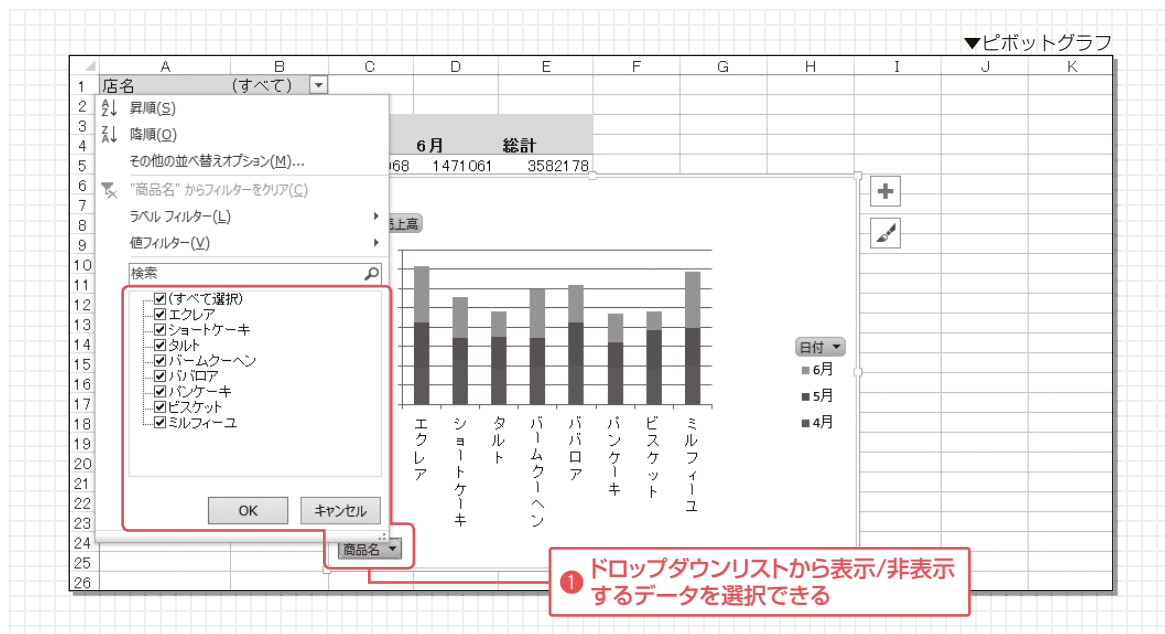 ▼ピボットグラフ
A B C D E F G H I J K
1 店名 (すべて)
2
3
4 6月 総計
5 068 1471061 3582178
6
7
8
9
10
11
12
13
14
15
16
17
18
19
20
21
22
23
24
25
26
昇順(S)
降順(O)
その他の並べ替えオプション(M)...
"商品名" からフィルターをクリア(C)
ラベル フィルター(L)
値フィルター(V)
検索
(すべて選択)
エクレア
ショートケーキ
タルト
バームクーヘン
ババロア
パンケーキ
ビスケット
ミルフィーユ
OK キャンセル
商品名
売上高
エクレア
ショートケーキ
タルト
バームクーヘン
ババロア
パンケーキ
ビスケット
ミルフィーユ
日付
6月
5月
4月
1 ドロップダウンリストから表示/非表示
するデータを選択できる